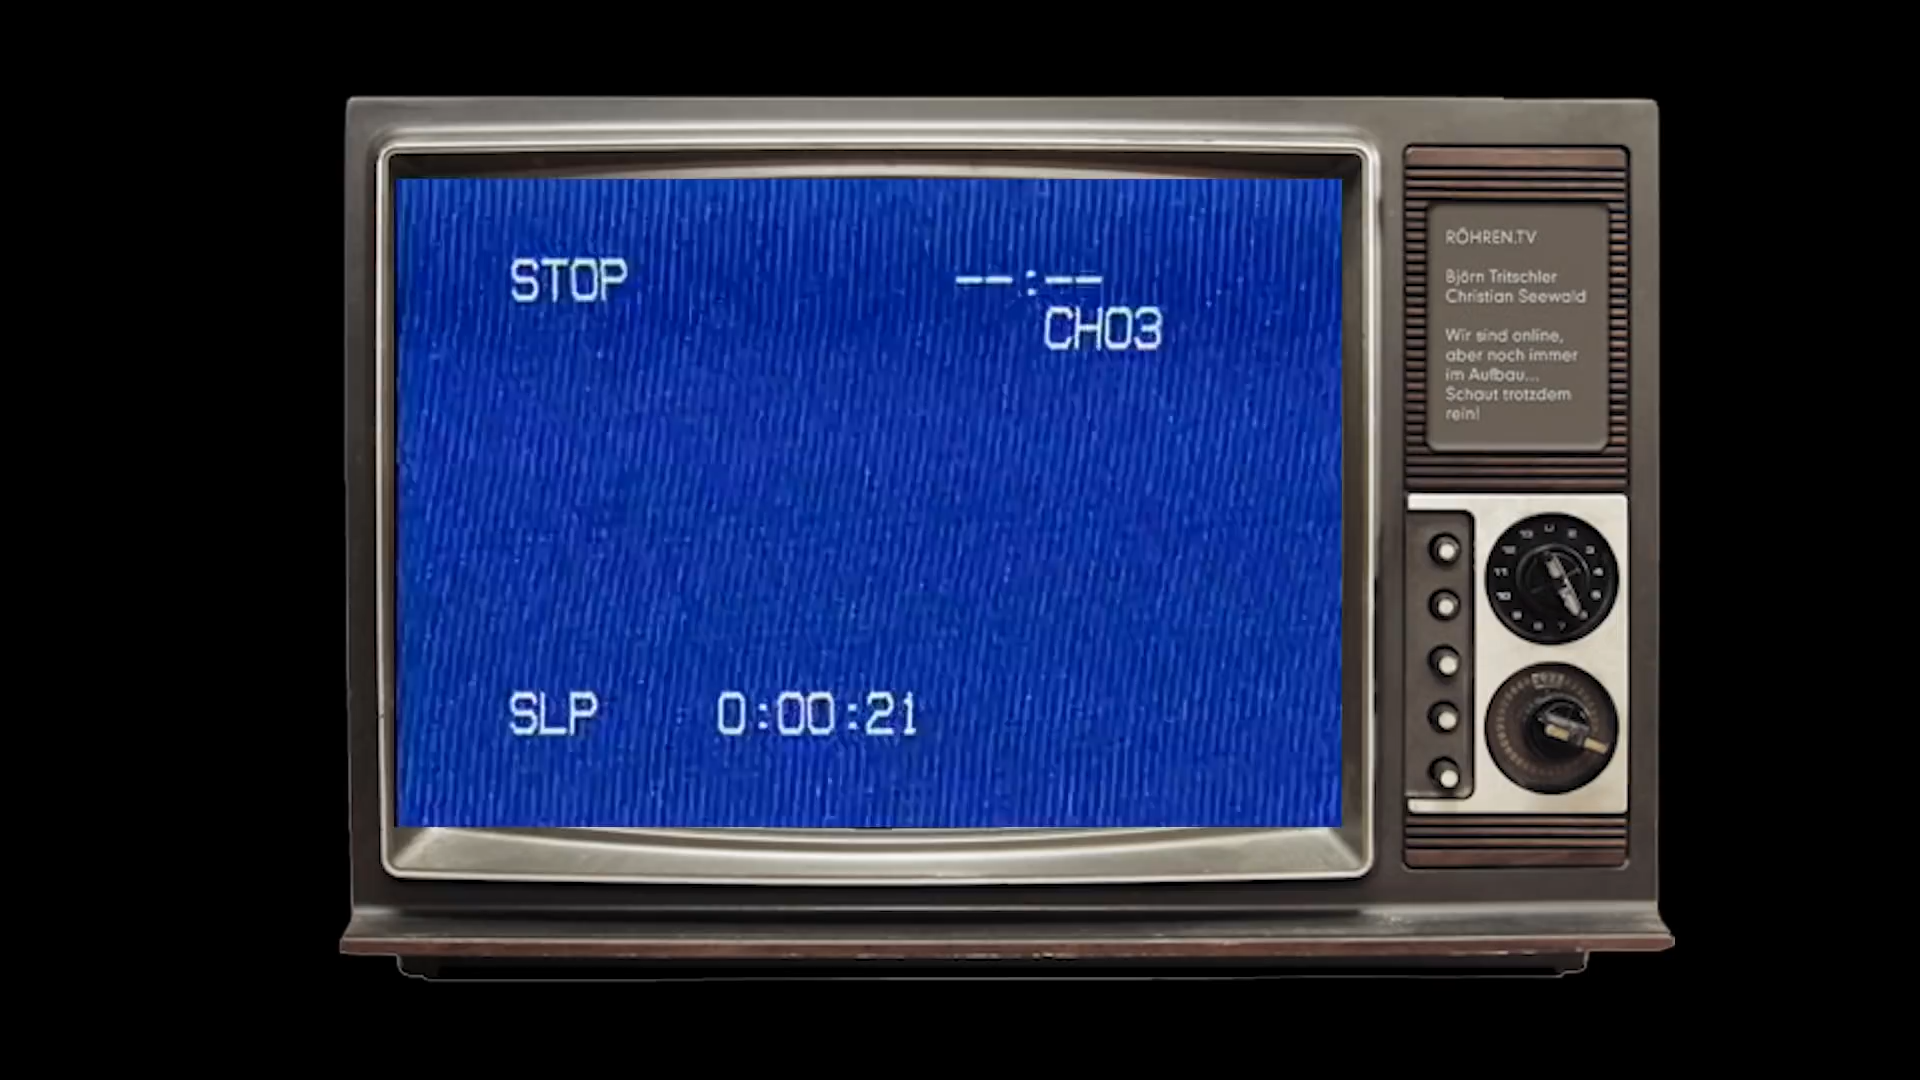 STOP
--:--
CH03
SLP 0:00:21
RÖHREN.TV
Björn Tritschler
Christian Seewald
Wir sind online,
aber noch immer
im Aufbau...
Schaut trotzdem
rein!